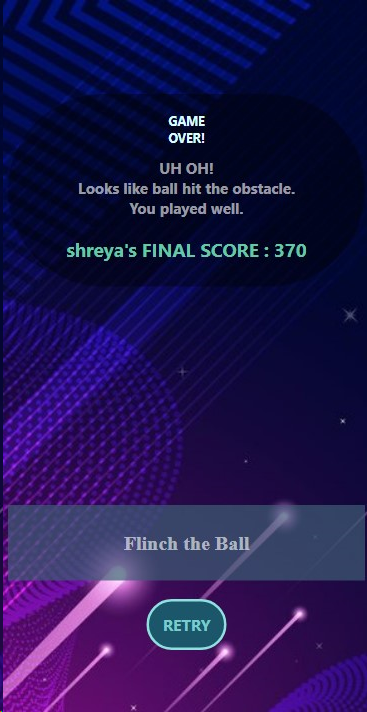 GAME
OVER!
UH OH!
Looks like ball hit the obstacle.
You played well.
shreya's FINAL SCORE : 370
Flinch the Ball
RETRY